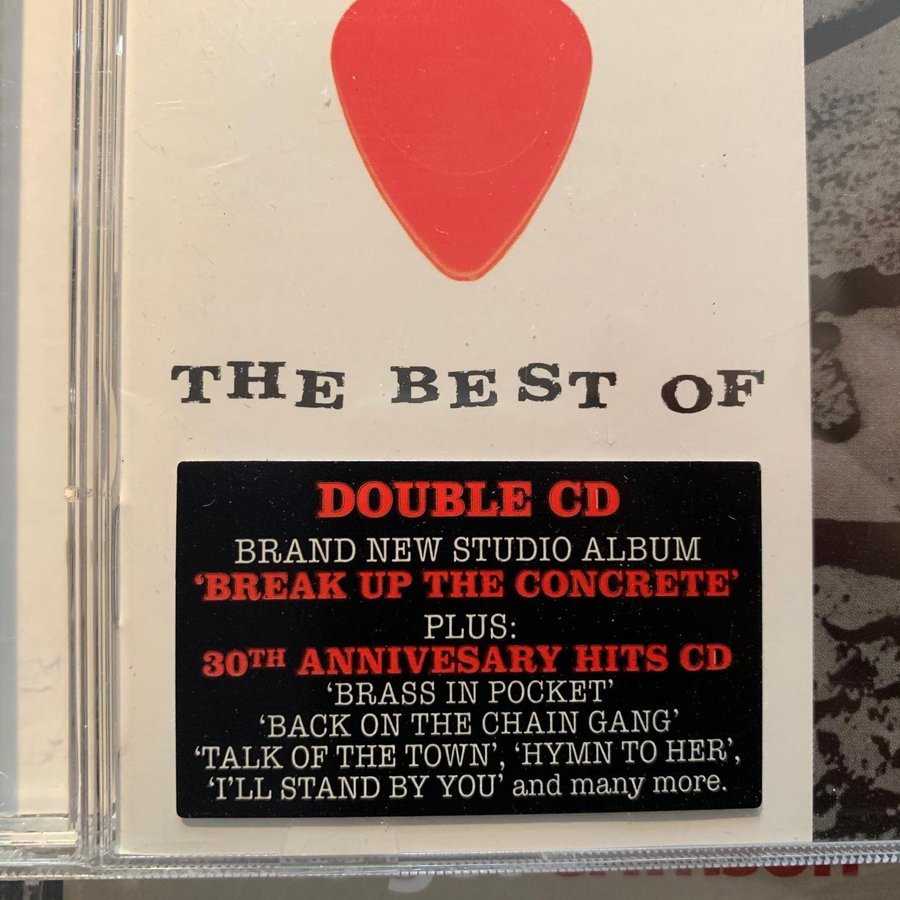 THE BEST OF
DOUBLE CD
BRAND NEW STUDIO ALBUM
'BREAK UP THE CONCRETE'
PLUS:
30TH ANNIVESARY HITS CD
'BRASS IN POCKET'
'BACK ON THE CHAIN GANG'
'TALK OF THE TOWN', 'HYMN TO HER',
'I'LL STAND BY YOU' and many more.